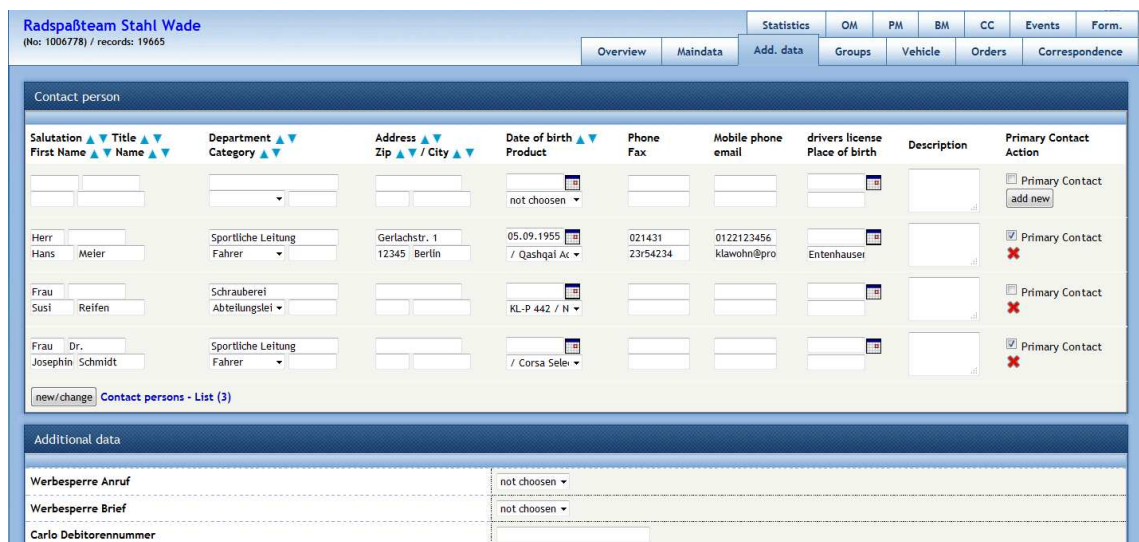 Radspaßteam Stahl Wade
(No: 1006778) / records: 19665
Statistics OM PM BM CC Events Form.
Overview Maindata Add. data Groups Vehicle Orders Correspondence
Contact person
Salutation Title Department Address Date of birth Phone Mobile phone drivers license Description Primary Contact
First Name Name Category Zip / City Product Fax email Place of birth Action
Primary Contact
not choosen add new
Herr Sportliche Leitung Gerlachstr. 1 05.09.1955 021431 0122123456 Primary Contact
Hans Meier Fahrer 12345 Berlin / Qashqai Ac 23r54234 klawohn@pro Entenhauser
Frau Schrauberei Primary Contact
Susi Reifen Abteilungslei KL-P 442 / N
Frau Dr. Sportliche Leitung Primary Contact
Josephin Schmidt Fahrer / Corsa Sele
new/change Contact persons - List (3)
Additional data
Werbesperre Anruf not choosen
Werbesperre Brief not choosen
Carlo Debitorennummer